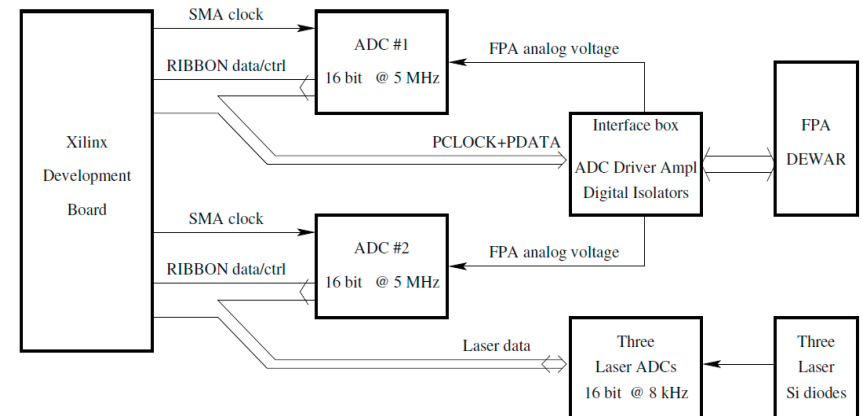 SMA clock
RIBBON data/ctrl
ADC #1
16 bit @ 5 MHz
FPA analog voltage
PCLOCK+PDATA
Interface box
ADC Driver Ampl
Digital Isolators
FPA
DEWAR
Xilinx
Development
Board
SMA clock
RIBBON data/ctrl
ADC #2
16 bit @ 5 MHz
FPA analog voltage
Laser data
Three
Laser ADCs
16 bit @ 8 kHz
Three
Laser
Si diodes